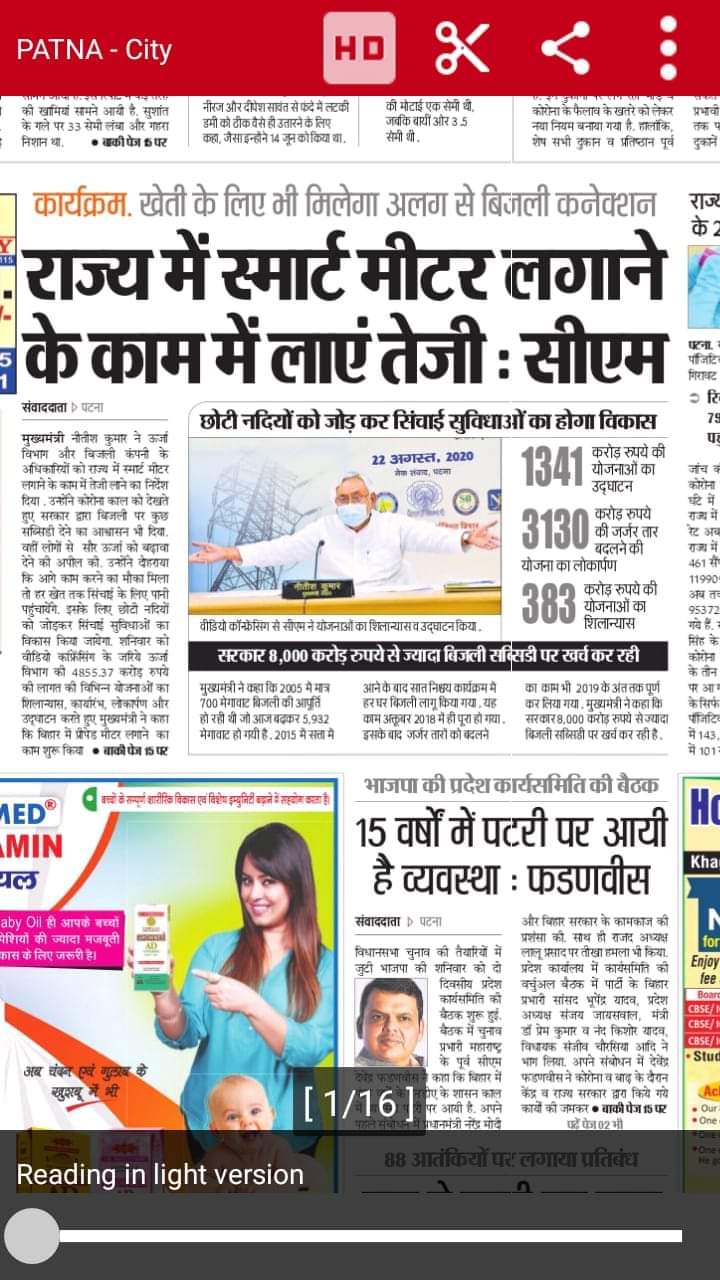 PATNA - City
HD
की खामियां सामने आयी है. सुशांत
के गले पर 33 सेमी लंबा और गहरा
निशान था. ● बाकी पेज 15 पर
नीरज और दीपेश सावंत से फंदे में लटकी
डमी को ठीक वैसे ही उतारने के लिए
कहा, जैसा इन्होंने 14 जून को किया था.
की मोटाई एक सेमी थी,
जबकि बायीं ओर 3.5
सेमी थी.
कोरोना के फैलाव के खतरे को लेकर
नया नियम बनाया गया है. हालांकि,
शेष सभी दुकान व प्रतिष्ठान पूर्व
कार्यक्रम. खेती के लिए भी मिलेगा अलग से बिजली कनेक्शन
राज्य में स्मार्ट मीटर लगाने
के काम में लाएं तेजी : सीएम
संवाददाता ▷ पटना
मुख्यमंत्री नीतीश कुमार ने ऊर्जा
विभाग और बिजली कंपनी के
अधिकारियों को राज्य में स्मार्ट मीटर
लगाने के काम में तेजी लाने का निर्देश
दिया. उन्होंने कोरोना काल को देखते
हुए सरकार द्वारा बिजली पर कुछ
सब्सिडी देने का आश्वासन भी दिया.
वहीं लोगों से सौर ऊर्जा को बढ़ावा
देने की अपील की. उन्होंने दोहराया
कि आगे काम करने का मौका मिला
तो हर खेत तक सिंचाई के लिए पानी
पहुंचायेंगे. इसके लिए छोटी नदियों
को जोड़कर सिंचाई सुविधाओं का
विकास किया जायेगा. शनिवार को
वीडियो कांफ्रेंसिंग के जरिये ऊर्जा
विभाग की 4855.37 करोड़ रुपये
की लागत की विभिन्न योजनाओं का
शिलान्यास, कार्यारंभ, लोकार्पण और
उद्घाटन करते हुए मुख्यमंत्री ने कहा
कि बिहार में प्रीपेड मीटर लगाने का
काम शुरू किया ● बाकी पेज 15 पर
छोटी नदियों को जोड़ कर सिंचाई सुविधाओं का होगा विकास
22 अगस्त, 2020
नेक संवाद, पटना
नीतीश कुमार
वीडियो कॉन्फ्रेंसिंग से सीएम ने योजनाओं का शिलान्यास व उद्घाटन किया.
1341 करोड़ रुपये की
योजनाओं का
उद्घाटन
3130 करोड़ रुपये
की जर्जर तार
बदलने की
योजना का लोकार्पण
383 करोड़ रुपये की
योजनाओं का
शिलान्यास
सरकार 8,000 करोड़ रुपये से ज्यादा बिजली सब्सिडी पर खर्च कर रही
मुख्यमंत्री ने कहा कि 2005 में मात्र
700 मेगावाट बिजली की आपूर्ति
हो रही थी जो आज बढ़कर 5,932
मेगावाट हो गयी है. 2015 में सत्ता में
आने के बाद सात निश्चय कार्यक्रम में
हर घर बिजली लागू किया गया. यह
काम अक्तूबर 2018 में ही पूरा हो गया.
इसके बाद जर्जर तारों को बदलने
का काम भी 2019 के अंत तक पूर्ण
कर लिया गया. मुख्यमंत्री ने कहा कि
सरकार 8,000 करोड़ रुपये से ज्यादा
बिजली सब्सिडी पर खर्च कर रही है.
बच्चों के सम्पूर्ण शारीरिक विकास एवं विशेष इम्युनिटी बढ़ाने में सहयोग करता है।
MED®
AMIN
यल
aby Oil ही आपके बच्चों
पेशियों की ज्यादा मजबूती
कास के लिए जरूरी है।
AD
अब चंदन एवं गुलाब के
खुशबू में भी
भाजपा की प्रदेश कार्यसमिति की बैठक
15 वर्षों में पटरी पर आयी
है व्यवस्था : फडणवीस
संवाददाता ▷ पटना
विधानसभा चुनाव की तैयारियों में
जुटी भाजपा की शनिवार को दो
दिवसीय प्रदेश
कार्यसमिति की
बैठक शुरू हुई.
बैठक में चुनाव
प्रभारी महाराष्ट्र
के पूर्व सीएम
देवेंद्र फडणवीस ने कहा कि बिहार में
के शासन काल
पर आयी है. अपने
पहले संबोधन में प्रधानमंत्री नरेंद्र मोदी
और बिहार सरकार के कामकाज की
प्रशंसा की. साथ ही राजद अध्यक्ष
लालू प्रसाद पर तीखा हमला भी किया.
प्रदेश कार्यालय में कार्यसमिति की
वर्चुअल बैठक में पार्टी के बिहार
प्रभारी सांसद भूपेंद्र यादव, प्रदेश
अध्यक्ष संजय जायसवाल, मंत्री
डॉ प्रेम कुमार व नंद किशोर यादव,
विधायक संजीव चौरसिया आदि ने
भाग लिया. अपने संबोधन में देवेंद्र
फडणवीस ने कोरोना व बाढ़ के दौरान
केंद्र व राज्य सरकार द्वारा किये गये
कार्यों की जमकर ● बाकी पेज 15 पर
पढ़ें पेज 02 भी
88 आतंकियों पर लगाया प्रतिबंध
[ 1/16 ]
Reading in light version